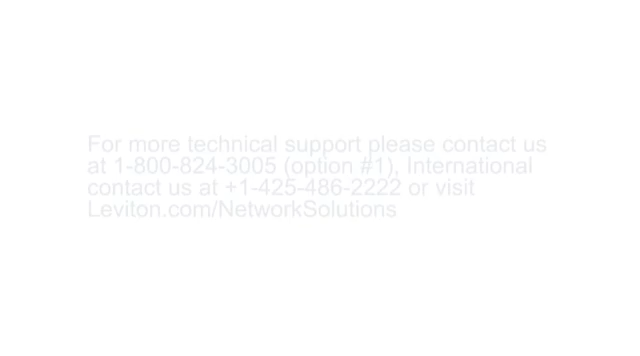 For more technical support please contact us
at 1-800-824-3005 (option #1), International
contact us at +1-425-486-2222 or visit
Leviton.com/NetworkSolutions